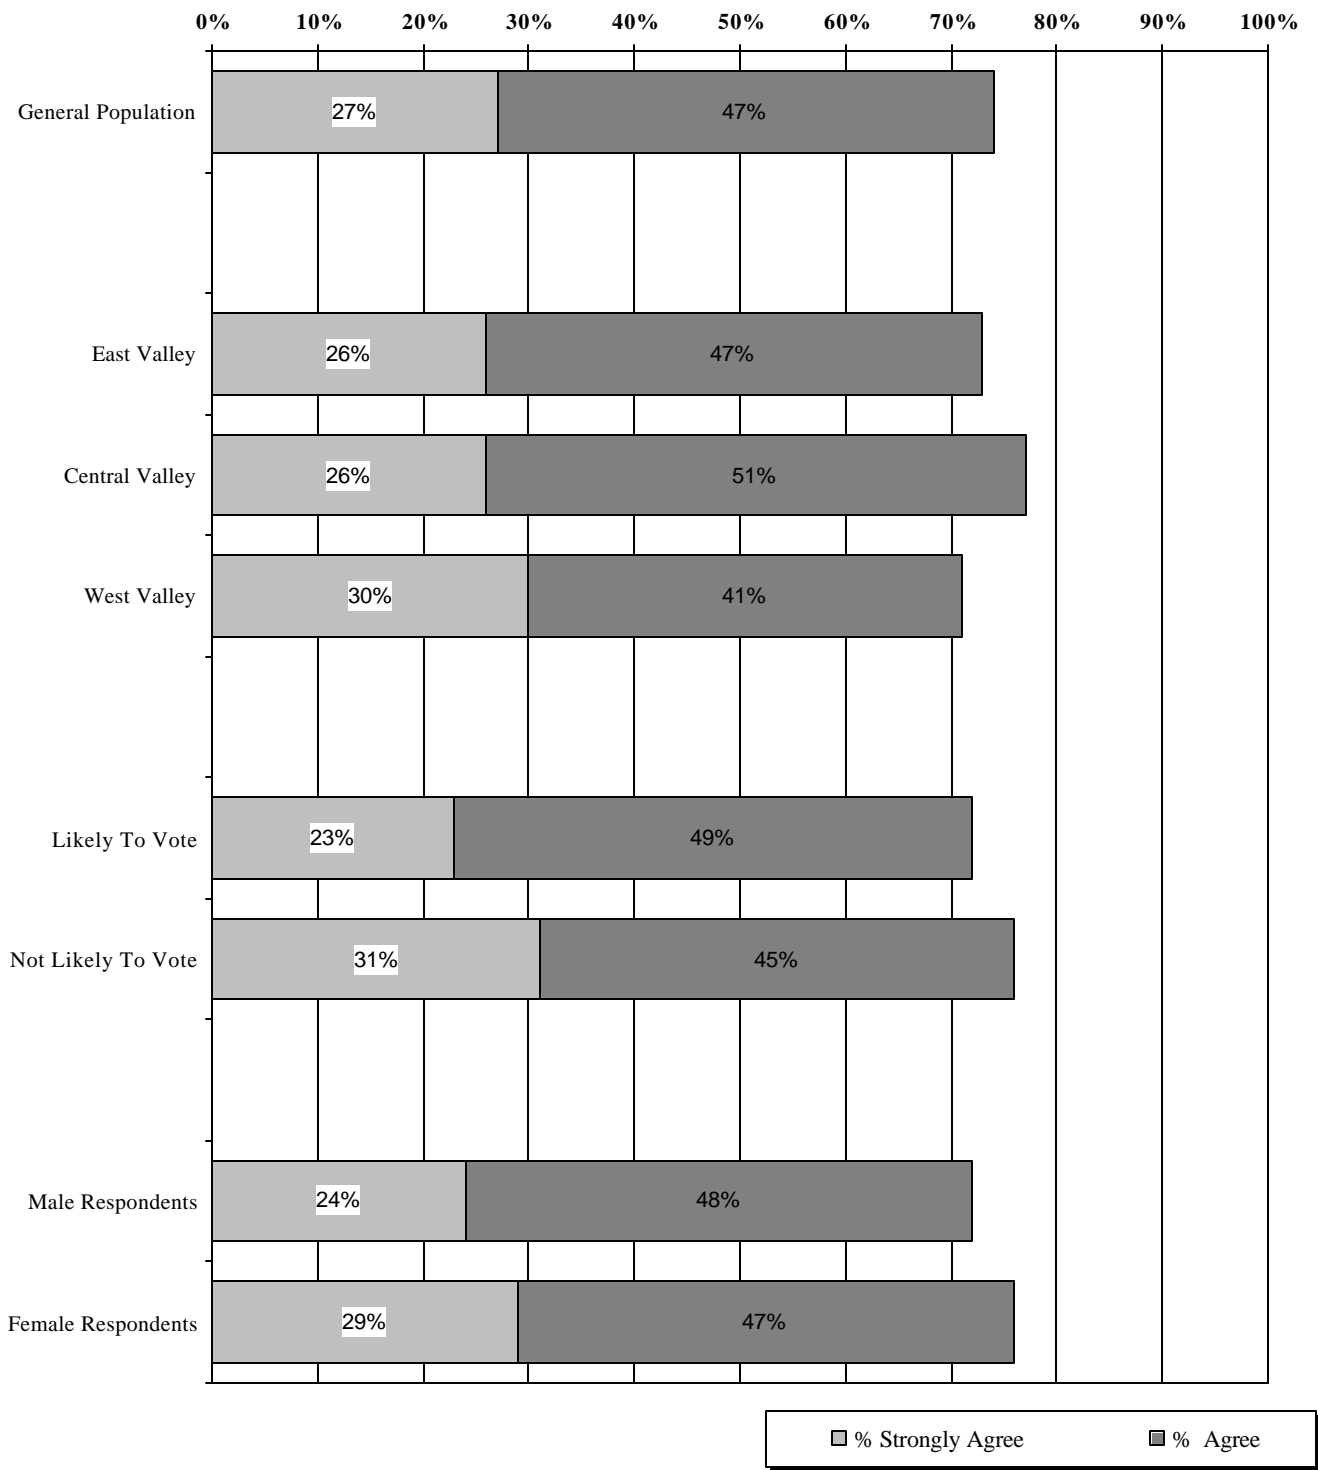 0% 10% 20% 30% 40% 50% 60% 70% 80% 90% 100%
General Population 27% 47%
East Valley 26% 47%
Central Valley 26% 51%
West Valley 30% 41%
Likely To Vote 23% 49%
Not Likely To Vote 31% 45%
Male Respondents 24% 48%
Female Respondents 29% 47%
% Strongly Agree % Agree